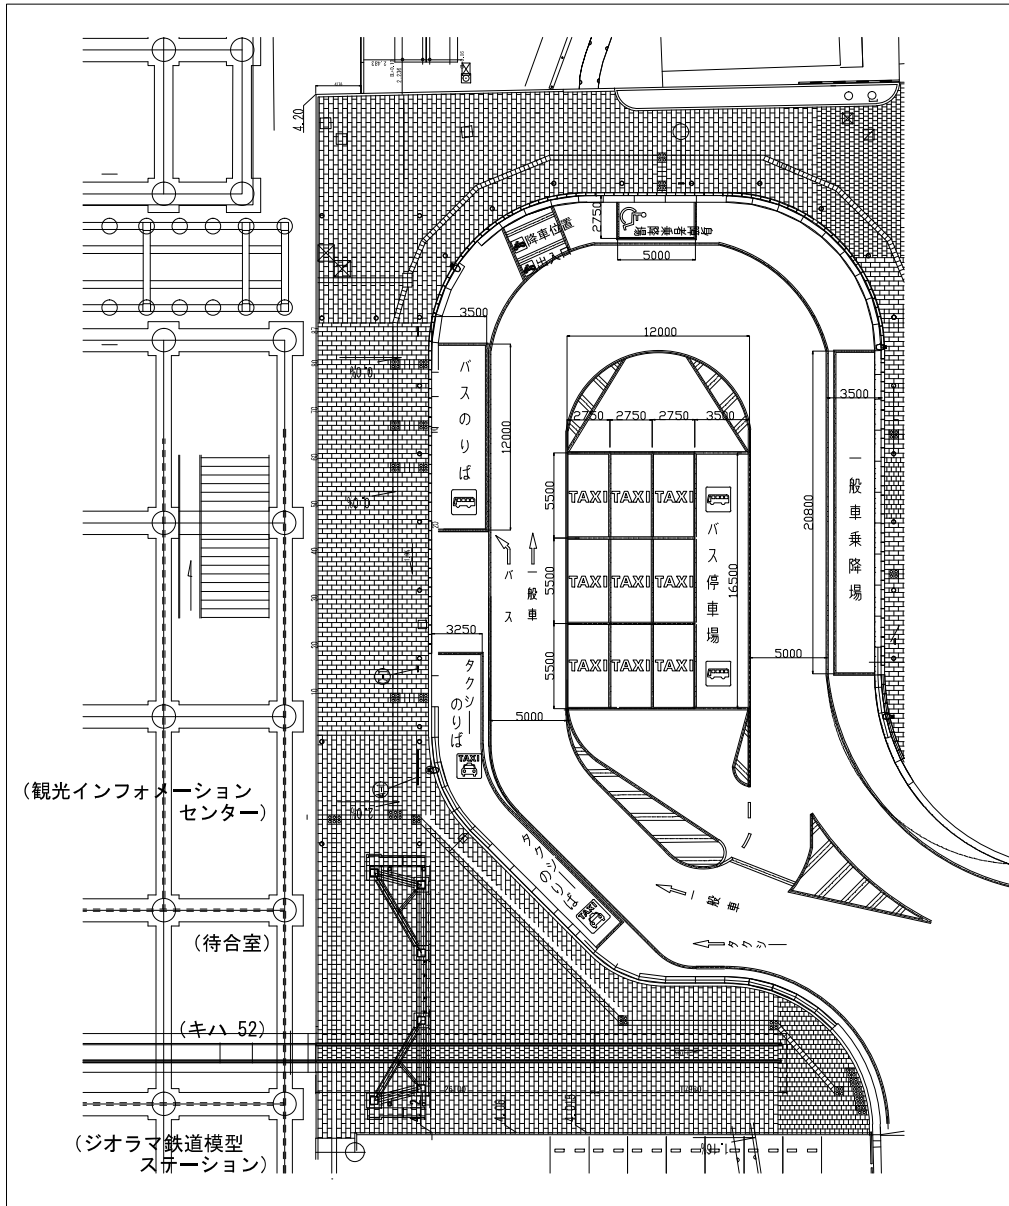 4.20
2750
降車位置
出入口
身障者乗降場
5000
3500
12000
バスのりば
12000
2750
2750
2750
3500
3500
5500
TAXI
TAXI
TAXI
5500
TAXI
TAXI
TAXI
5500
TAXI
TAXI
TAXI
バス停車場
16500
20800
一般車乗降場
バス
一般車
3250
タクシー
のりば
TAXI
5000
5000
（観光インフォメーション
センター）
タクシー
のりば
TAXI
一般車
タクシー
（待合室）
（キハ 52）
（ジオラマ鉄道模型
ステーション）